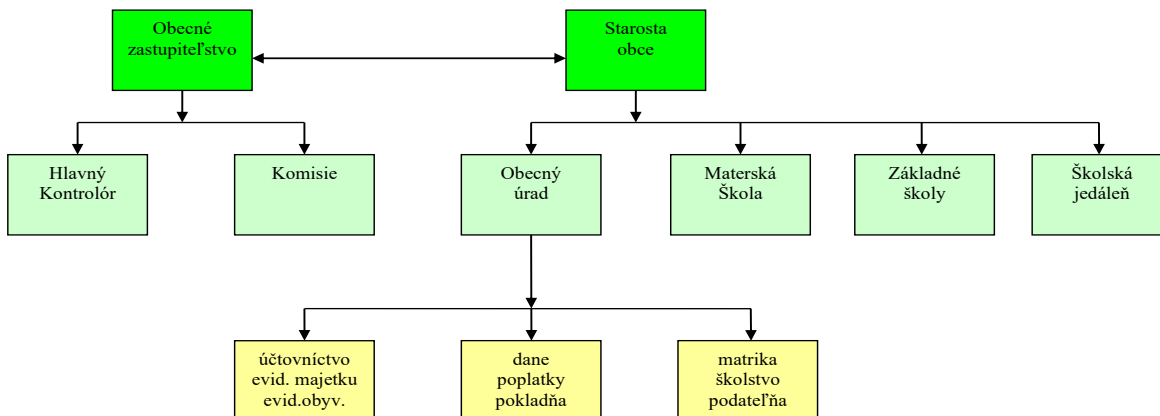 Obecné
zastupiteľstvo
Starosta
obce
Hlavný
Kontrolór
Komisie
Obecný
úrad
Materská
Škola
Základné
školy
Školská
jedáleň
účtovníctvo
evid. majetku
evid.obyv.
dane
poplatky
pokladňa
matrika
školstvo
podateľňa